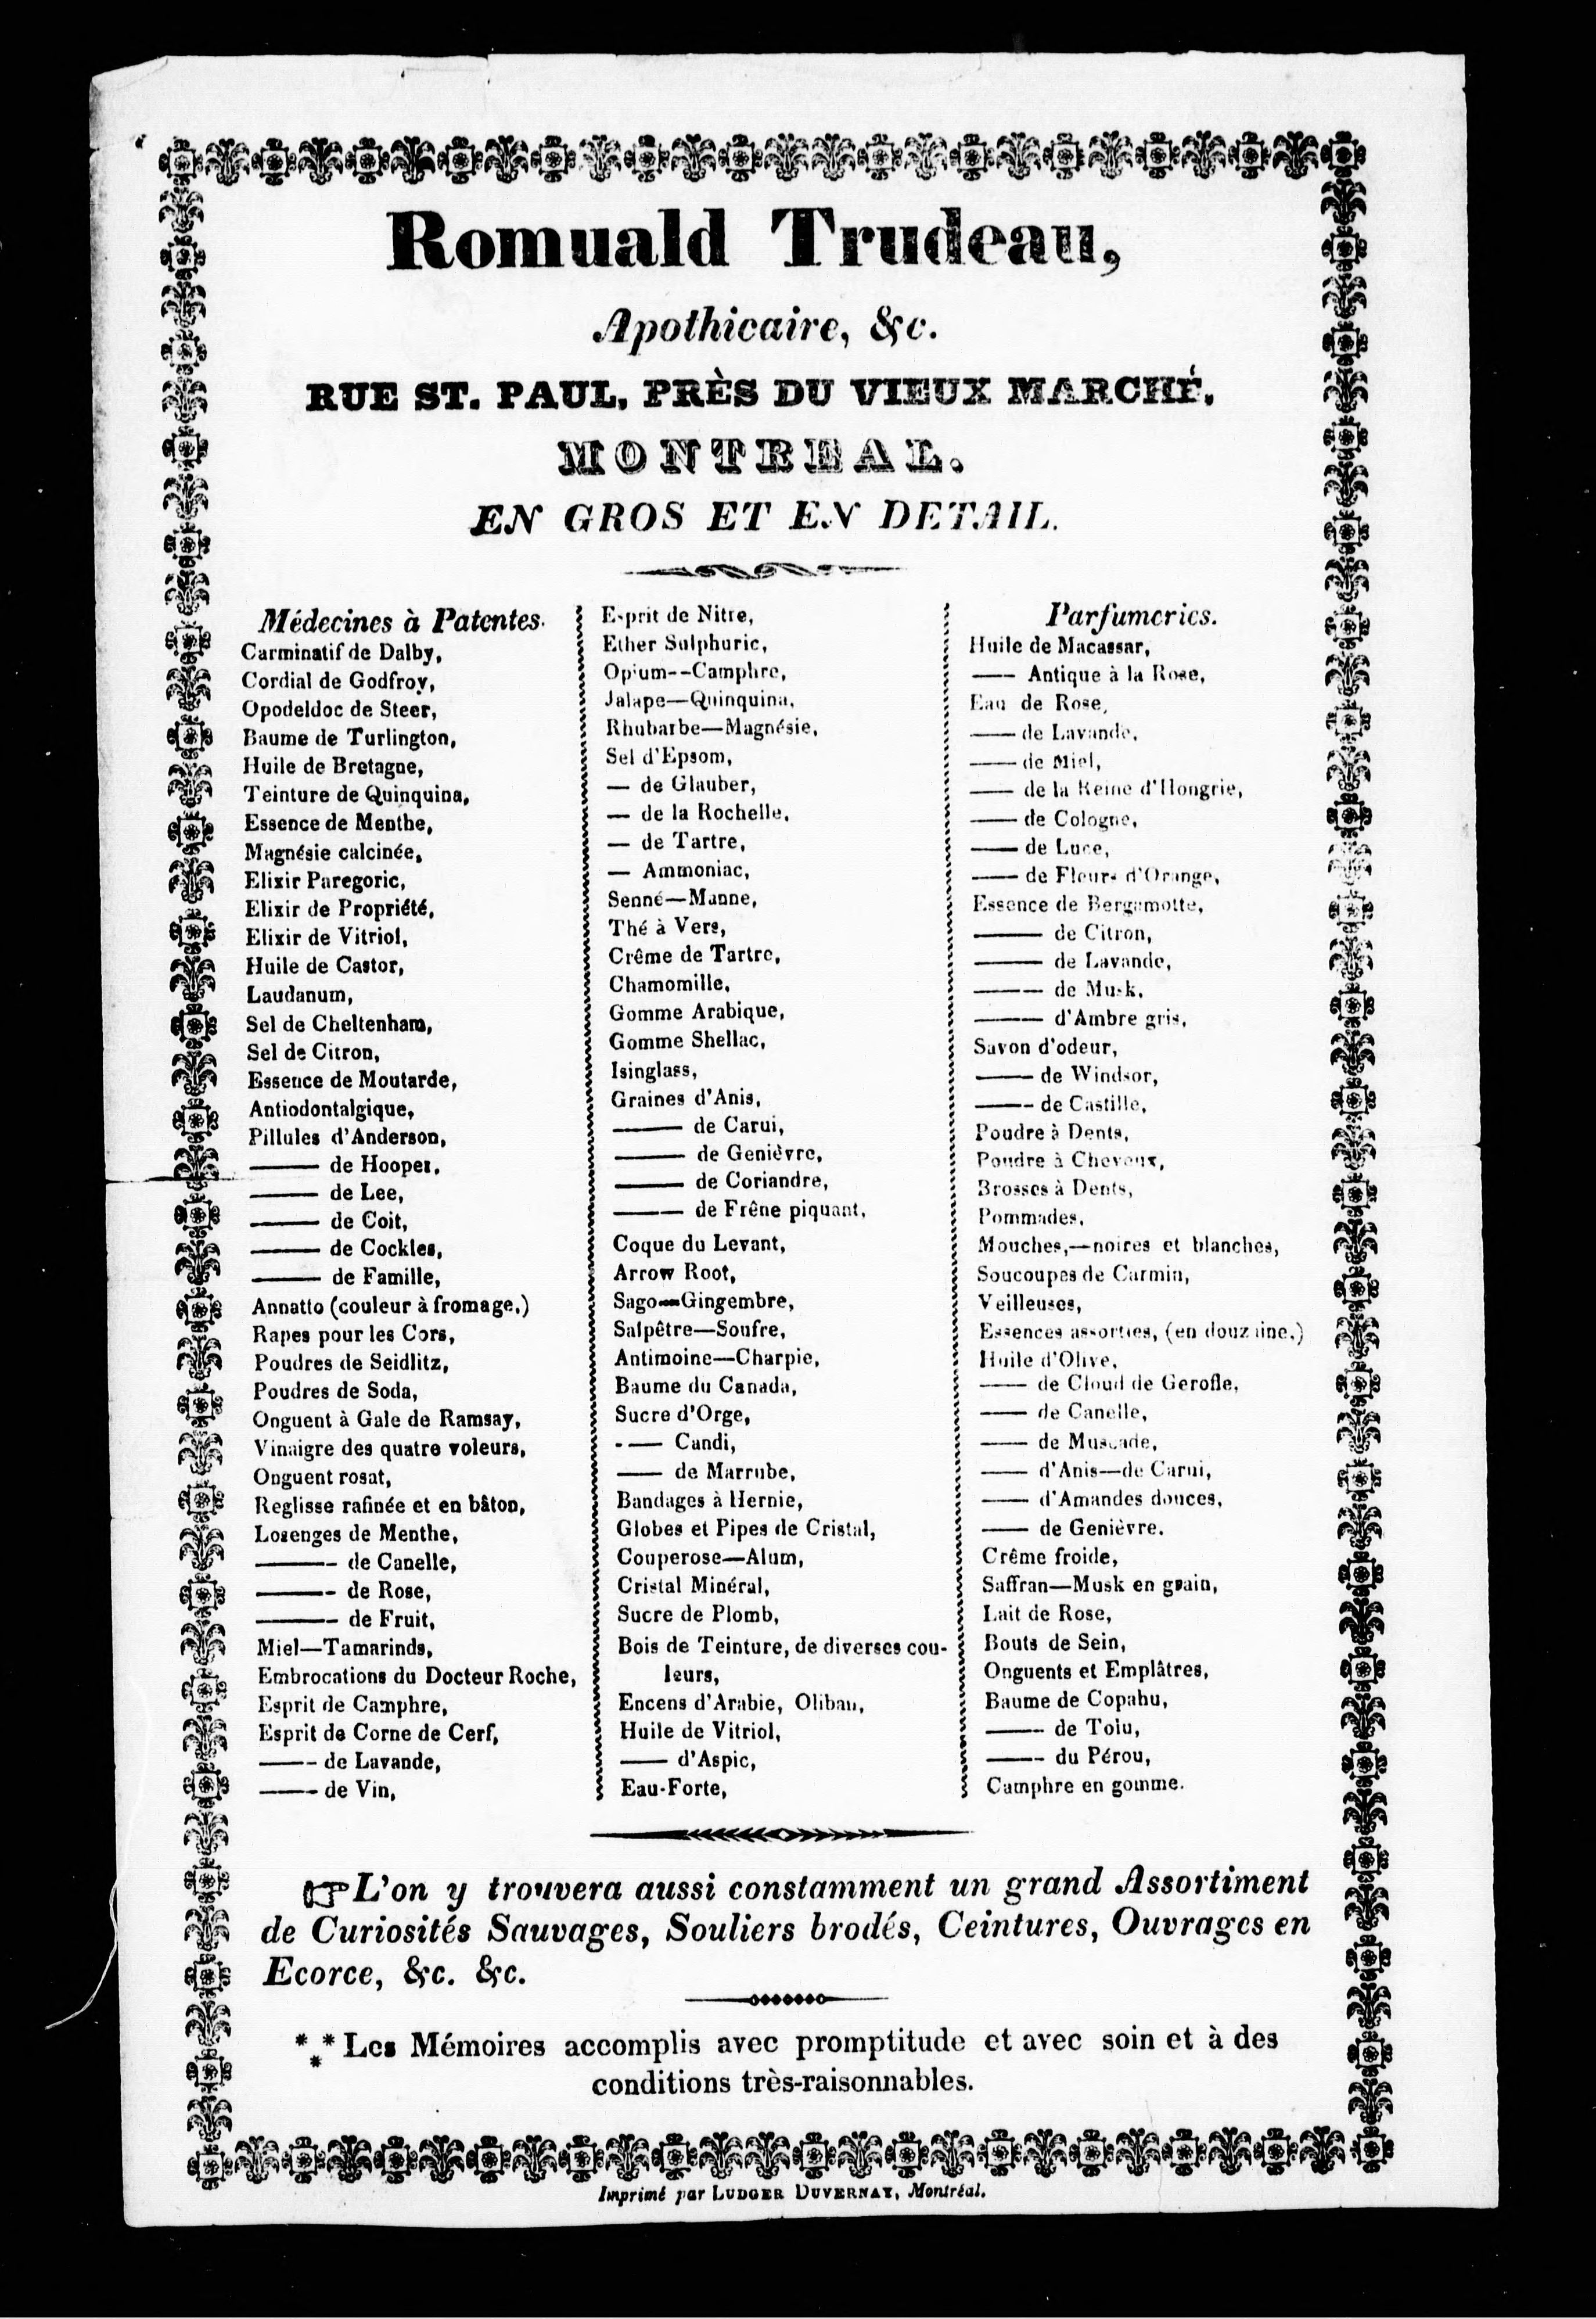 Romuald Trudeau,
Apothicaire, &c.
RUE ST. PAUL, PRÈS DU VIEUX MARCHÉ.
MONTREAL.
EN GROS ET EN DETAIL.
Médecines à Patentes.
Carminatif de Dalby,
Cordial de Godfroy,
Opodeldoc de Steer,
Baume de Turlington,
Huile de Bretagne,
Teinture de Quinquina,
Essence de Menthe,
Magnésie calcinée,
Elixir Paregoric,
Elixir de Propriété,
Elixir de Vitriol,
Huile de Castor,
Laudanum,
Sel de Cheltenham,
Sel de Citron,
Essence de Moutarde,
Antiodontalgique,
Pillules d'Anderson,
—— de Hooper,
—— de Lee,
—— de Coit,
—— de Cockles,
—— de Famille,
Annatto (couleur à fromage,)
Rapes pour les Cors,
Poudres de Seidlitz,
Poudres de Soda,
Onguent à Gale de Ramsay,
Vinaigre des quatre voleurs,
Onguent rosat,
Reglisse rafinée et en bâton,
Losenges de Menthe,
——- de Canelle,
——- de Rose,
——- de Fruit,
Miel—Tamarinds,
Embrocations du Docteur Roche,
Esprit de Camphre,
Esprit de Corne de Cerf,
——- de Lavande,
——- de Vin,
Esprit de Nitre,
Ether Sulphuric,
Opium--Camphre,
Jalape—Quinquina,
Rhubarbe—Magnésie,
Sel d'Epsom,
— de Glauber,
— de la Rochelle,
— de Tartre,
— Ammoniac,
Senné—Manne,
Thé à Vers,
Crême de Tartre,
Chamomille,
Gomme Arabique,
Gomme Shellac,
Isinglass,
Graines d'Anis,
—— de Carui,
—— de Genièvre,
—— de Coriandre,
—— de Frêne piquant,
Coque du Levant,
Arrow Root,
Sago—Gingembre,
Salpêtre—Soufre,
Antimoine—Charpie,
Baume du Canada,
Sucre d'Orge,
-— Candi,
—— de Marrube,
Bandages à Hernie,
Globes et Pipes de Cristal,
Couperose—Alum,
Cristal Minéral,
Sucre de Plomb,
Bois de Teinture, de diverses cou-
leurs,
Encens d'Arabie, Oliban,
Huile de Vitriol,
—— d'Aspic,
Eau-Forte,
Parfumeries.
Huile de Macassar,
—— Antique à la Rose,
Eau de Rose,
—— de Lavande,
—— de Miel,
—— de la Reine d'Hongrie,
—— de Cologne,
—— de Luce,
—— de Fleurs d'Orange,
Essence de Bergamotte,
—— de Citron,
—— de Lavande,
—— de Musk,
—— d'Ambre gris,
Savon d'odeur,
—— de Windsor,
——- de Castille,
Poudre à Dents,
Poudre à Cheveux,
Brosses à Dents,
Pommades,
Mouches,—noires et blanches,
Soucoupes de Carmin,
Veilleuses,
Essences assorties, (en douzaine,)
Huile d'Olive,
—— de Cloud de Gerofle,
—— de Canelle,
—— de Muscade,
—— d'Anis—de Carui,
—— d'Amandes douces,
—— de Genièvre.
Crême froide,
Saffran—Musk en grain,
Lait de Rose,
Bouts de Sein,
Onguents et Emplâtres,
Baume de Copahu,
——- de Tolu,
——- du Pérou,
Camphre en gomme.
☞ L'on y trouvera aussi constamment un grand Assortiment
de Curiosités Sauvages, Souliers brodés, Ceintures, Ouvrages en
Ecorce, &c. &c.
*** Les Mémoires accomplis avec promptitude et avec soin et à des
conditions très-raisonnables.
Imprimé par LUDGER DUVERNAY, Montréal.